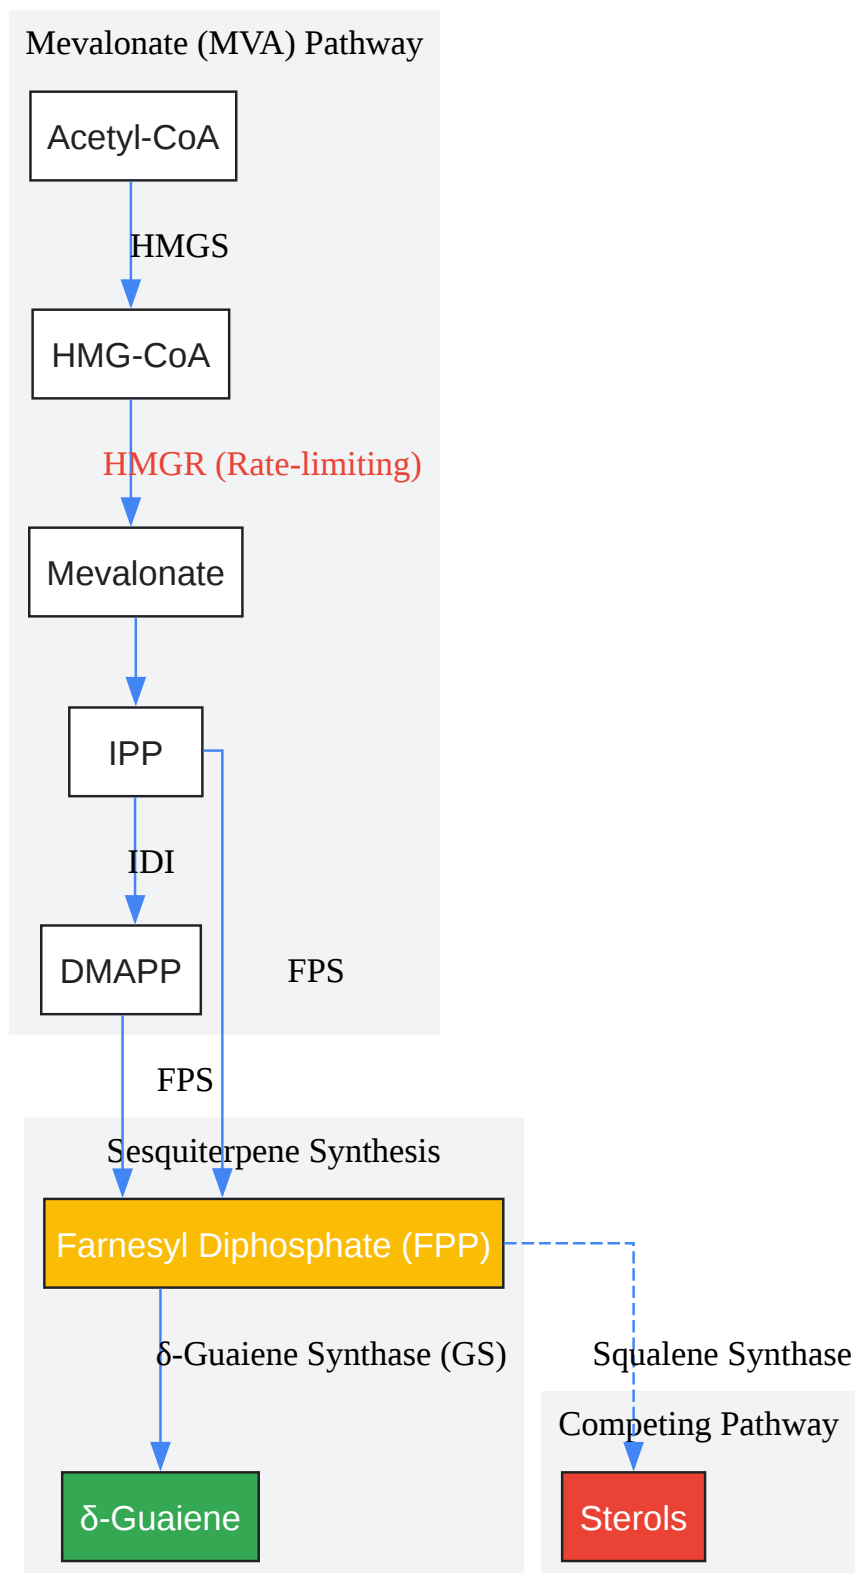 Mevalonate (MVA) Pathway
Acetyl-CoA
HMGS
HMG-CoA
HMGR (Rate-limiting)
Mevalonate
IPP
IDI
DMAPP
FPS
FPS
Sesquiterpene Synthesis
Farnesyl Diphosphate (FPP)
δ-Guaiene Synthase (GS)
Squalene Synthase
Competing Pathway
δ-Guaiene
Sterols